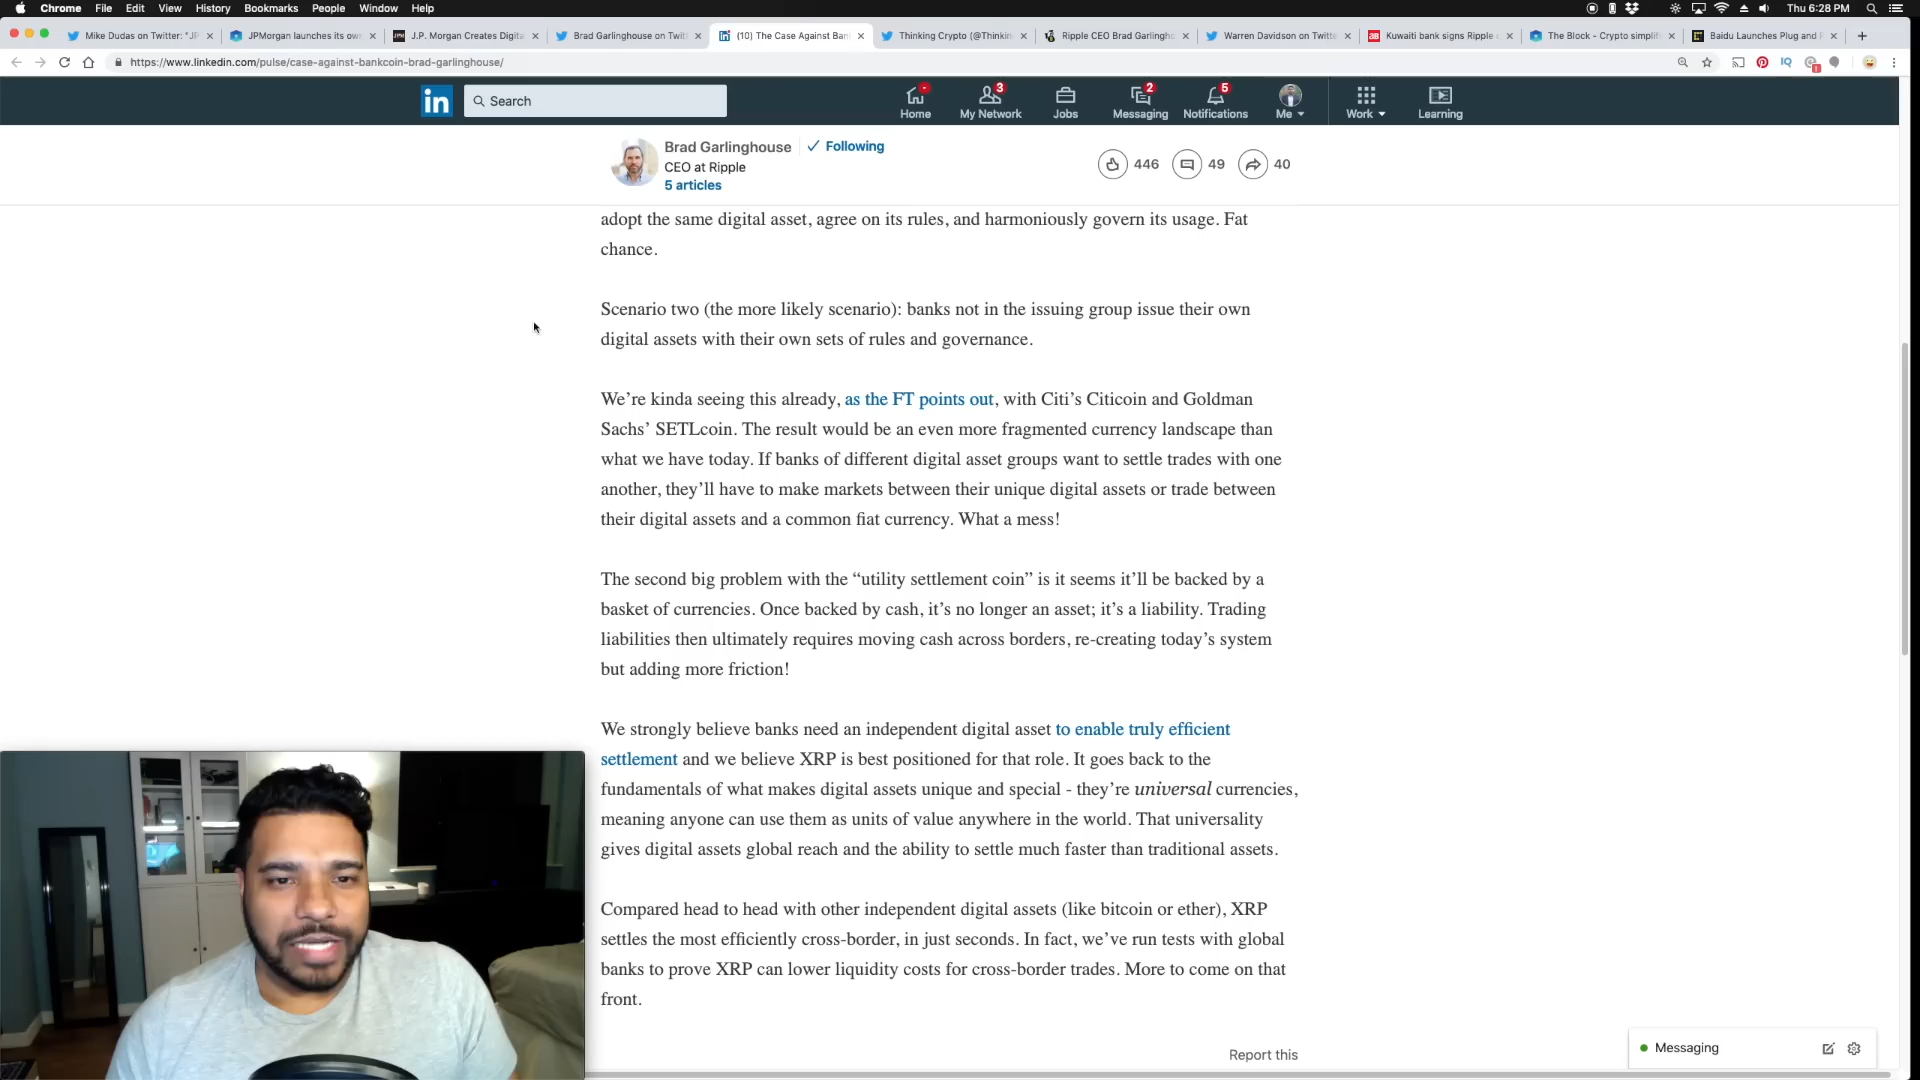 Chrome File Edit View History Bookmarks People Window Help
Thu 6:28 PM
Mike Dudas on Twitter: "JP
JPMorgan launches its own
J.P. Morgan Creates Digita
Brad Garlinghouse on Twit
(10) The Case Against Ban
Thinking Crypto (@Thinkin
Ripple CEO Brad Garlingho
Warren Davidson on Twitte
Kuwaiti bank signs Ripple
The Block - Crypto simplif
Baidu Launches Plug and P
https://www.linkedin.com/pulse/case-against-bankcoin-brad-garlinghouse/
in
Search
Home
3
My Network
Jobs
2
Messaging
5
Notifications
Me
Work
Learning
Brad Garlinghouse ✓ Following
CEO at Ripple
5 articles
446 49 40
adopt the same digital asset, agree on its rules, and harmoniously govern its usage. Fat
chance.
Scenario two (the more likely scenario): banks not in the issuing group issue their own
digital assets with their own sets of rules and governance.
We’re kinda seeing this already, as the FT points out, with Citi’s Citicoin and Goldman
Sachs’ SETLcoin. The result would be an even more fragmented currency landscape than
what we have today. If banks of different digital asset groups want to settle trades with one
another, they’ll have to make markets between their unique digital assets or trade between
their digital assets and a common fiat currency. What a mess!
The second big problem with the “utility settlement coin” is it seems it’ll be backed by a
basket of currencies. Once backed by cash, it’s no longer an asset; it’s a liability. Trading
liabilities then ultimately requires moving cash across borders, re-creating today’s system
but adding more friction!
We strongly believe banks need an independent digital asset to enable truly efficient
settlement and we believe XRP is best positioned for that role. It goes back to the
fundamentals of what makes digital assets unique and special - they’re universal currencies,
meaning anyone can use them as units of value anywhere in the world. That universality
gives digital assets global reach and the ability to settle much faster than traditional assets.
Compared head to head with other independent digital assets (like bitcoin or ether), XRP
settles the most efficiently cross-border, in just seconds. In fact, we’ve run tests with global
banks to prove XRP can lower liquidity costs for cross-border trades. More to come on that
front.
Report this
Messaging